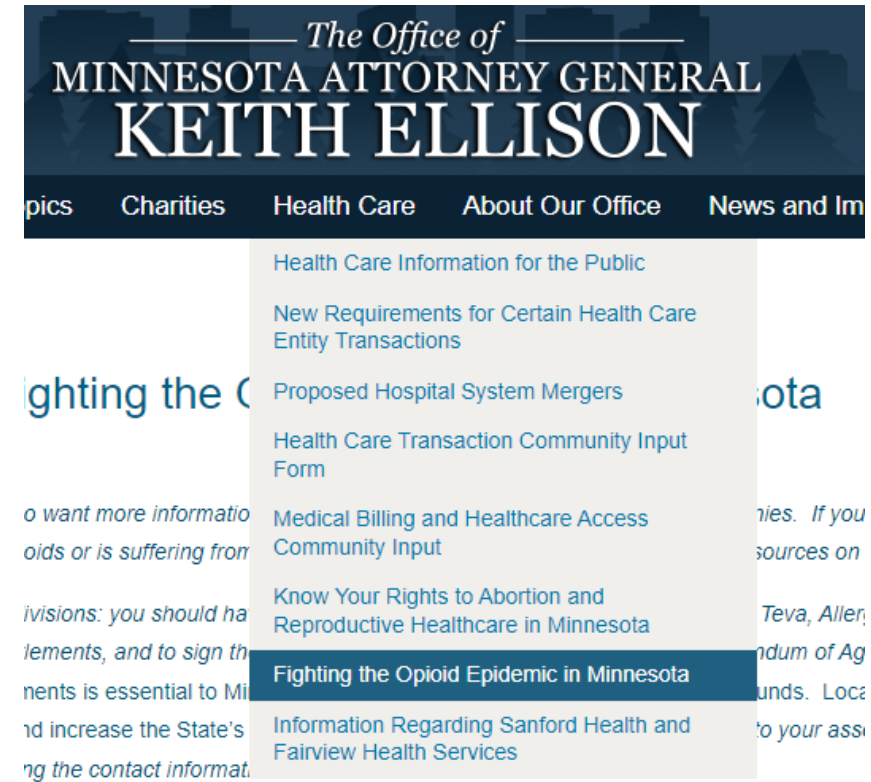 The Office of
MINNESOTA ATTORNEY GENERAL
KEITH ELLISON
pics Charities Health Care About Our Office News and Im
Health Care Information for the Public
New Requirements for Certain Health Care
Entity Transactions
Proposed Hospital System Mergers
Health Care Transaction Community Input
Form
Medical Billing and Healthcare Access
Community Input
Know Your Rights to Abortion and
Reproductive Healthcare in Minnesota
Fighting the Opioid Epidemic in Minnesota
Information Regarding Sanford Health and
Fairview Health Services
ighting the sota
o want more informatio nies. If you
oids or is suffering from sources on
ivisions: you should ha Teva, Aller
lements, and to sign th ndum of Ag
ments is essential to Mi unds. Loca
nd increase the State's to your asse
ng the contact informat